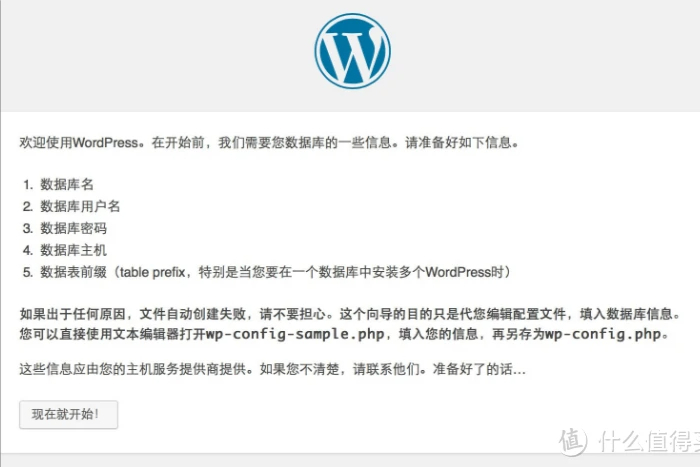 欢迎使用WordPress。在开始前，我们需要您数据库的一些信息。请准备好如下信息。
1. 数据库名
2. 数据库用户名
3. 数据库密码
4. 数据库主机
5. 数据表前缀（table prefix，特别是当您要在一个数据库中安装多个WordPress时）
如果出于任何原因，文件自动创建失败，请不要担心。这个向导的目的只是代您编辑配置文件，填入数据库信息。
您可以直接使用文本编辑器打开wp-config-sample.php，填入您的信息，再另存为wp-config.php。
这些信息应由您的主机服务提供商提供。如果您不清楚，请联系他们。准备好了的话…
现在就开始！
值 什么值得买